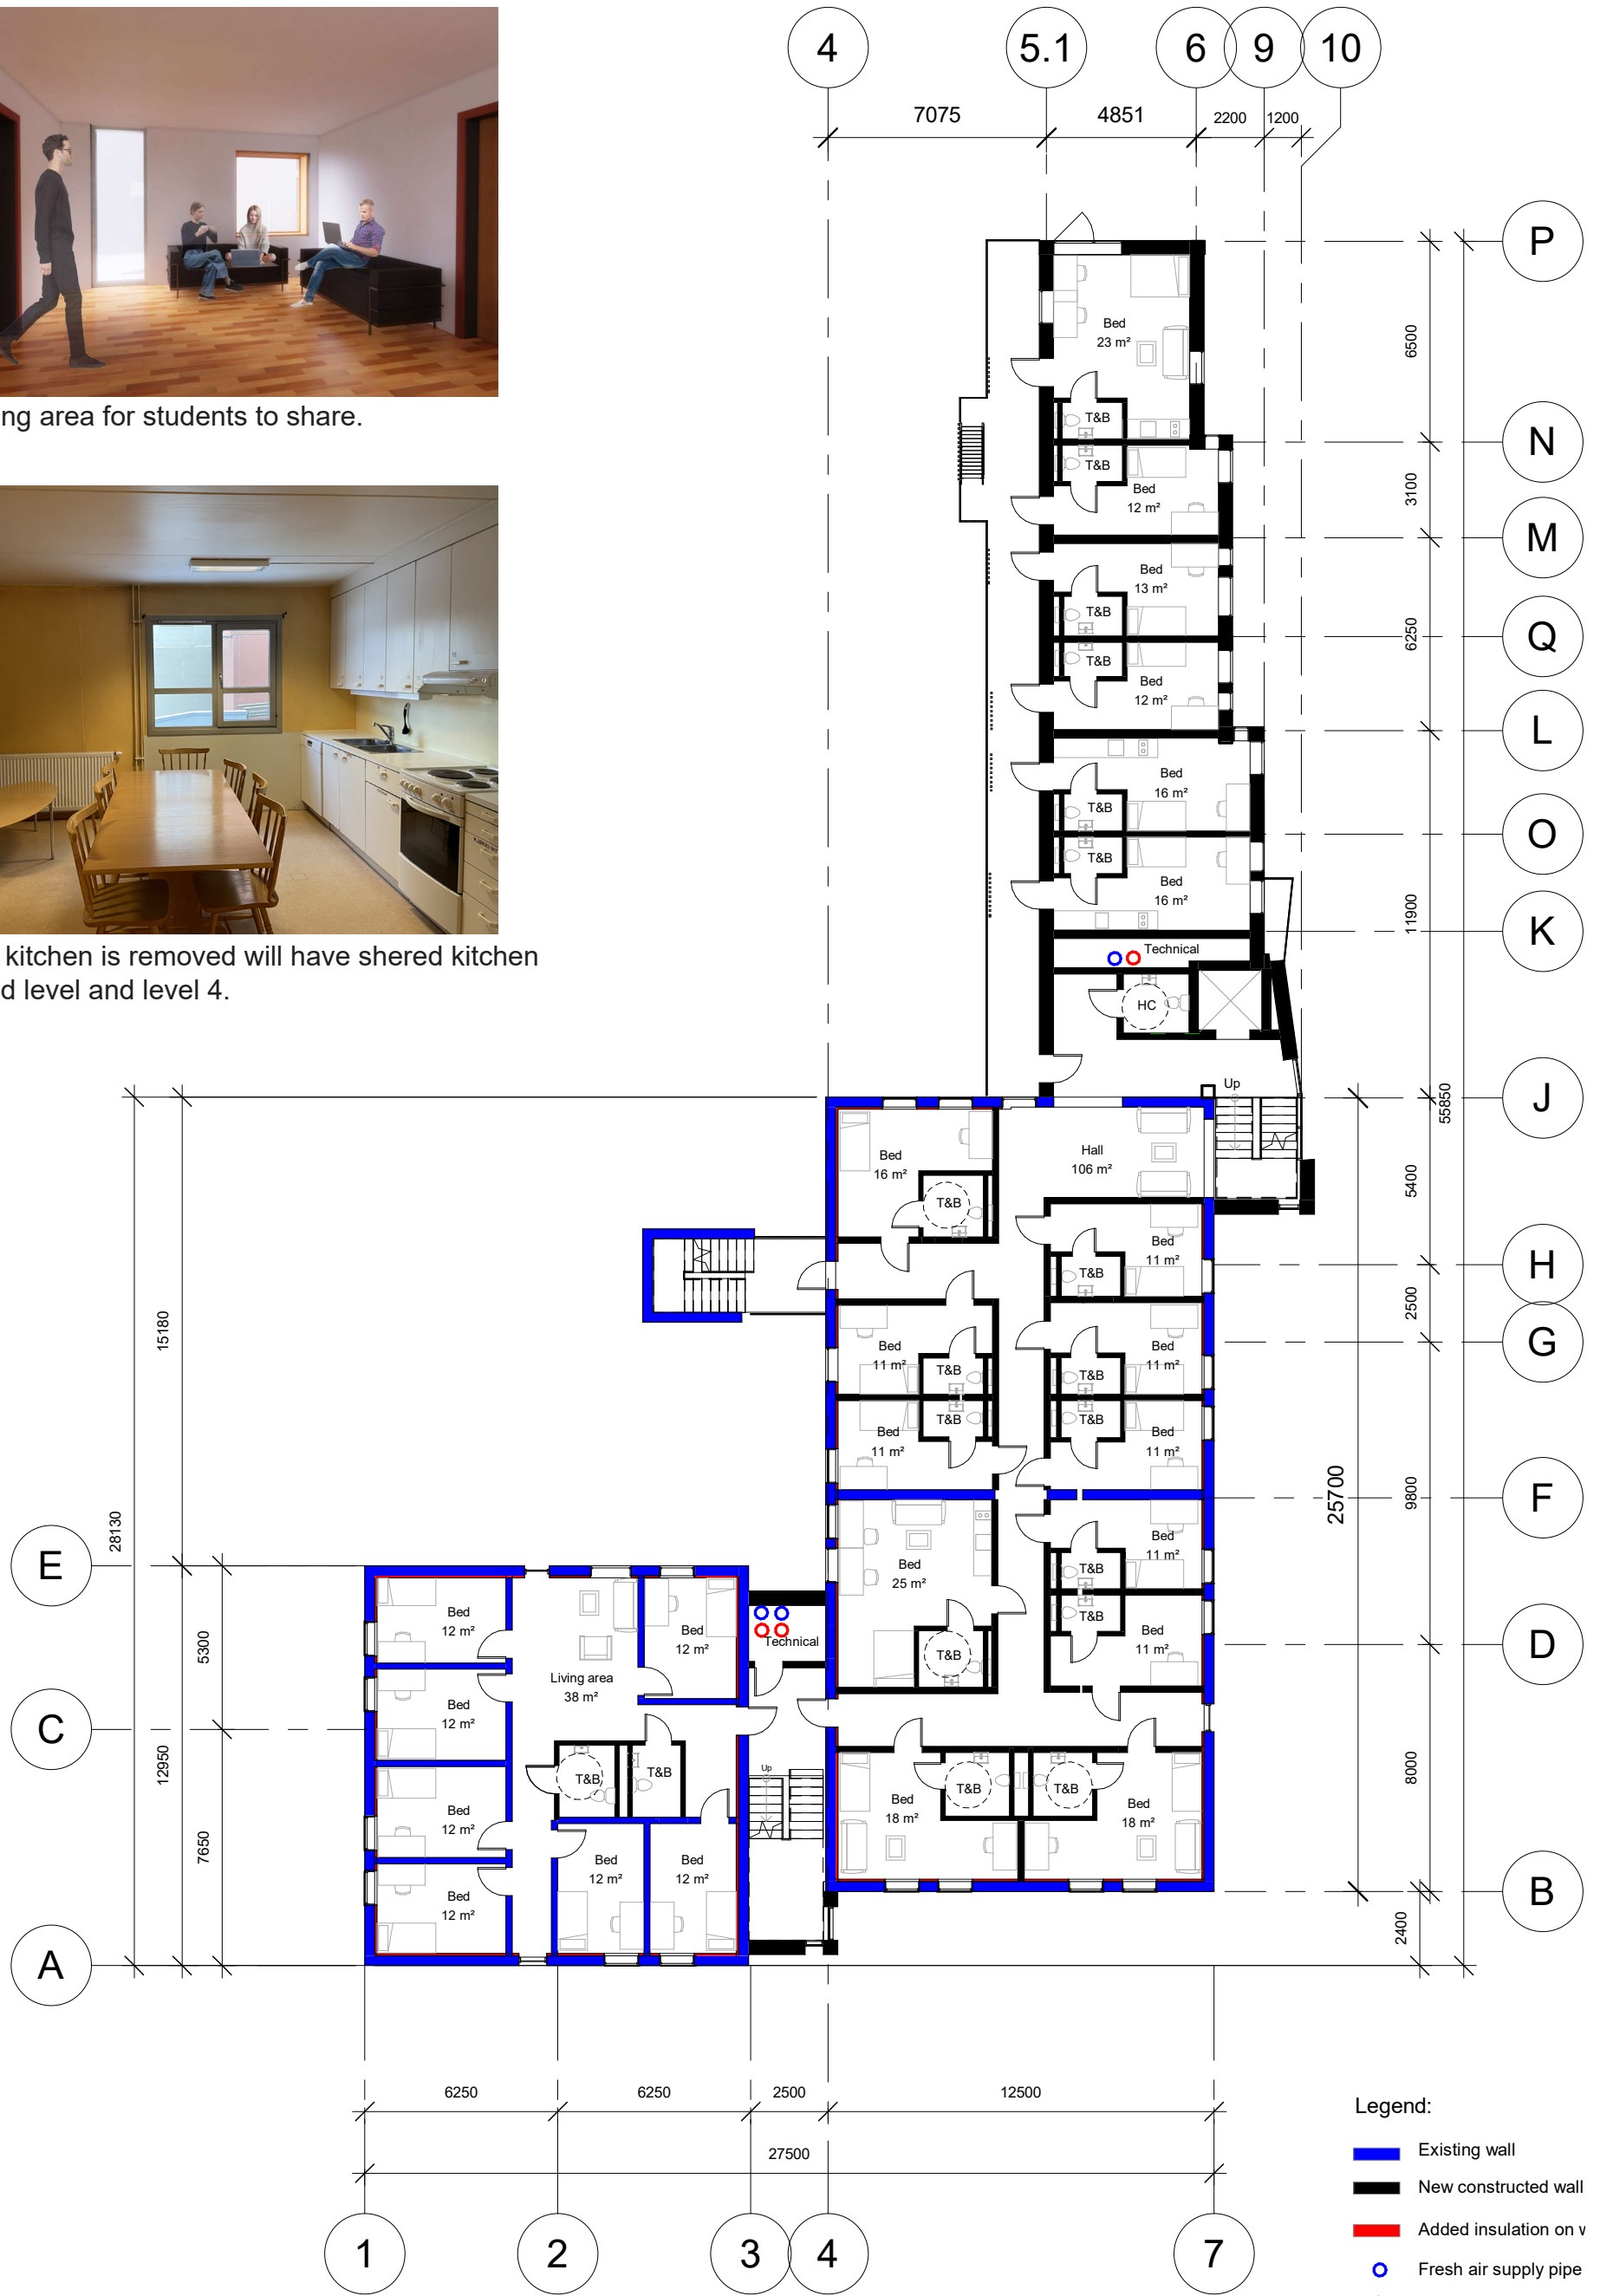 4
5.1
6
9
10
7075
4851
2200
1200
P
6500
Bed
23 m²
T&B
ng area for students to share.
N
T&B
3100
Bed
12 m²
M
Bed
13 m²
T&B
6250
Q
T&B
Bed
12 m²
L
Bed
16 m²
T&B
O
T&B
Bed
16 m²
11900
K
kitchen is removed will have shered kitchen
d level and level 4.
Technical
HC
Up
J
55850
Hall
106 m²
Bed
16 m²
T&B
5400
Bed
11 m²
T&B
H
2500
15180
G
Bed
11 m²
T&B
Bed
11 m²
T&B
Bed
11 m²
T&B
Bed
11 m²
T&B
25700
9800
F
28130
E
Bed
25 m²
T&B
Bed
11 m²
T&B
T&B
Bed
11 m²
D
Bed
12 m²
Bed
12 m²
Technical
5300
Living area
38 m²
C
Bed
12 m²
12950
T&B
T&B
Up
Bed
12 m²
7650
Bed
12 m²
Bed
12 m²
Bed
12 m²
Bed
18 m²
T&B
T&B
Bed
18 m²
8000
B
2400
A
6250
6250
2500
12500
27500
1
2
3
4
7
Legend:
Existing wall
New constructed wall
Added insulation on
Fresh air supply pipe